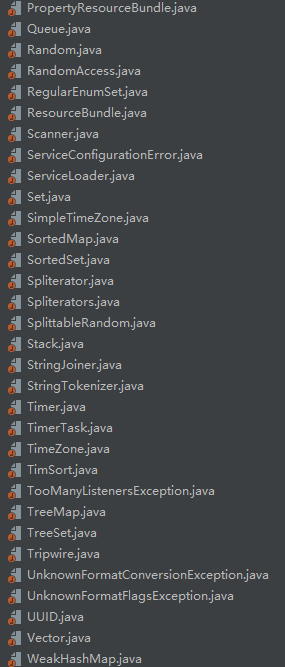 PropertyResourceBundle.java
Queue.java
Random.java
RandomAccess.java
RegularEnumSet.java
ResourceBundle.java
Scanner.java
ServiceConfigurationError.java
ServiceLoader.java
Set.java
SimpleTimeZone.java
SortedMap.java
SortedSet.java
Spliterator.java
Spliterators.java
SplittableRandom.java
Stack.java
StringJoiner.java
StringTokenizer.java
Timer.java
TimerTask.java
TimeZone.java
TimSort.java
TooManyListenersException.java
TreeMap.java
TreeSet.java
Tripwire.java
UnknownFormatConversionException.java
UnknownFormatFlagsException.java
UUID.java
Vector.java
WeakHashMap.java